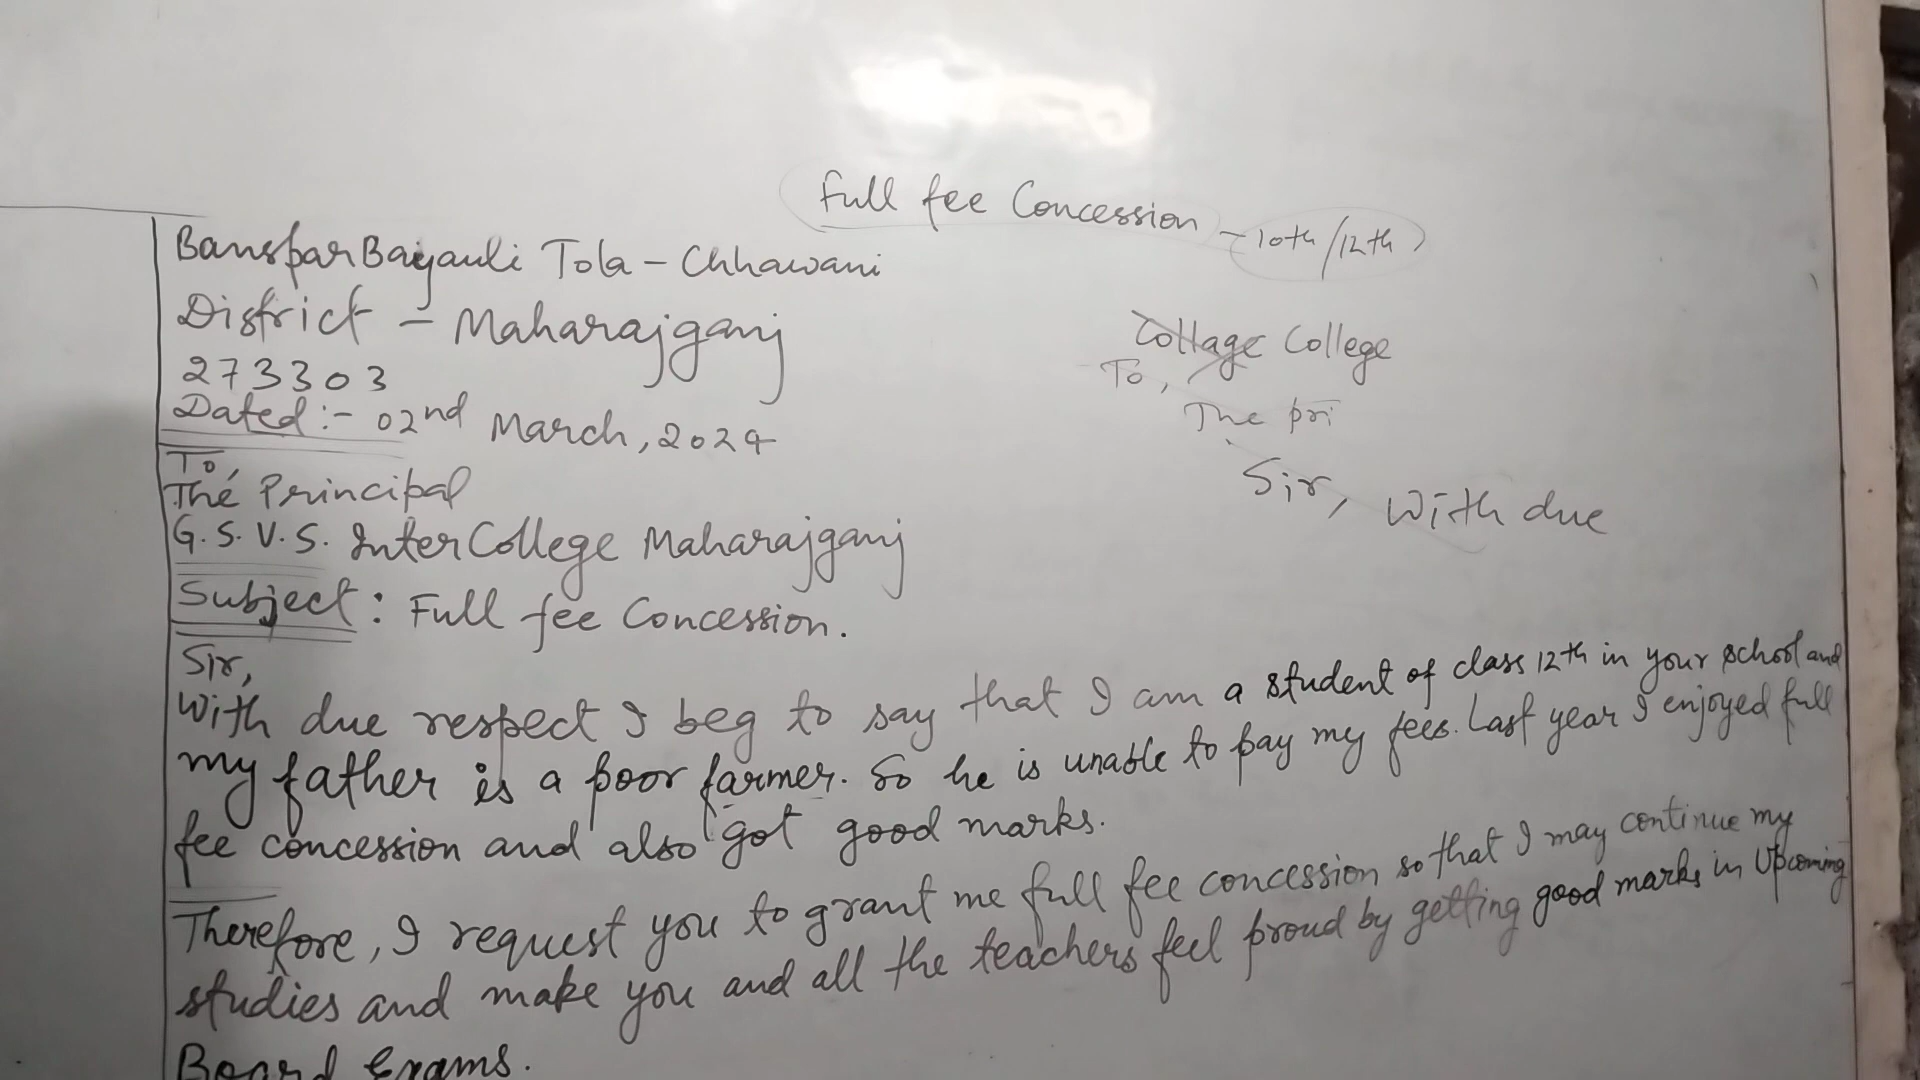 Full fee Concession - 10th/12th
Banspar Baijauli Tola - Chhawani
District - Maharajganj
273303
Dated:- 02nd March, 2024
Collage College
To,
The pri
Sir, With due
To,
The Principal
G.S.V.S. Inter College Maharajganj
Subject: Full fee Concession.
Sir,
With due respect I beg to say that I am a student of class 12th in your school and
my father is a poor farmer. So he is unable to pay my fees. Last year I enjoyed full
fee concession and also got good marks.
Therefore, I request you to grant me full fee concession so that I may continue my
studies and make you and all the teachers feel proud by getting good marks in Upcoming
Board Exams.